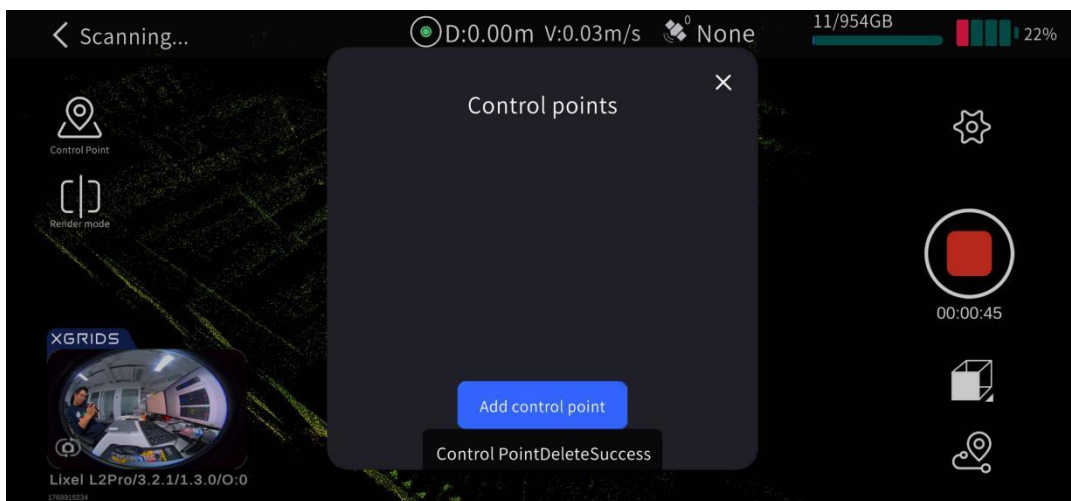 Scanning...
D:0.00m V:0.03m/s
0
None
11/954GB
22%
Control points
Control Point
Render mode
00:00:45
XGRIDS
Add control point
Control PointDeleteSuccess
Lixel L2Pro/3.2.1/1.3.0/O:0
1768915234